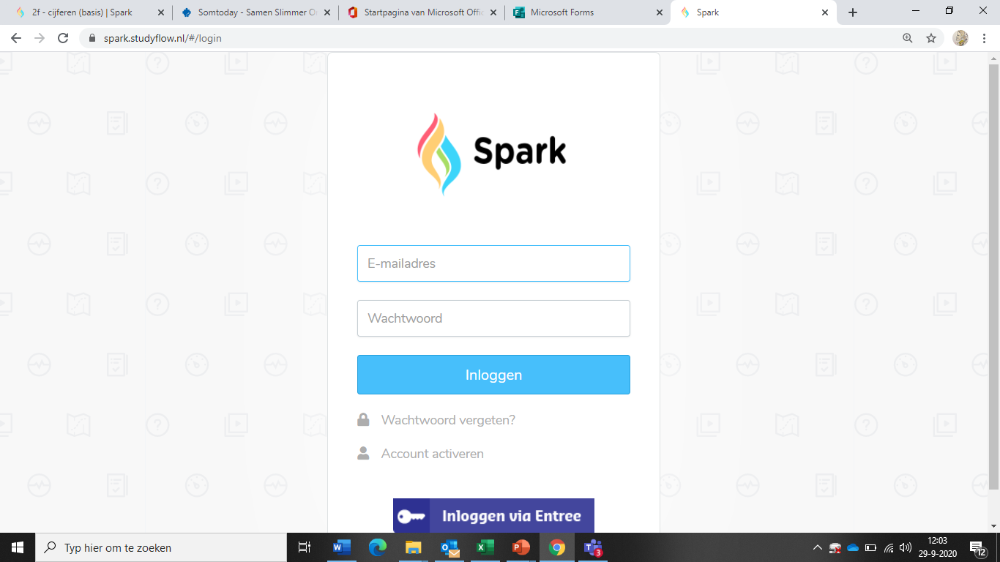 2f - cijferen (basis) | Spark
Somtoday - Samen Slimmer O
Startpagina van Microsoft Offic
Microsoft Forms
Spark
spark.studyflow.nl/#/login
Spark
E-mailadres
Wachtwoord
Inloggen
Wachtwoord vergeten?
Account activeren
Inloggen via Entree
Typ hier om te zoeken
3
12:03
29-9-2020
12